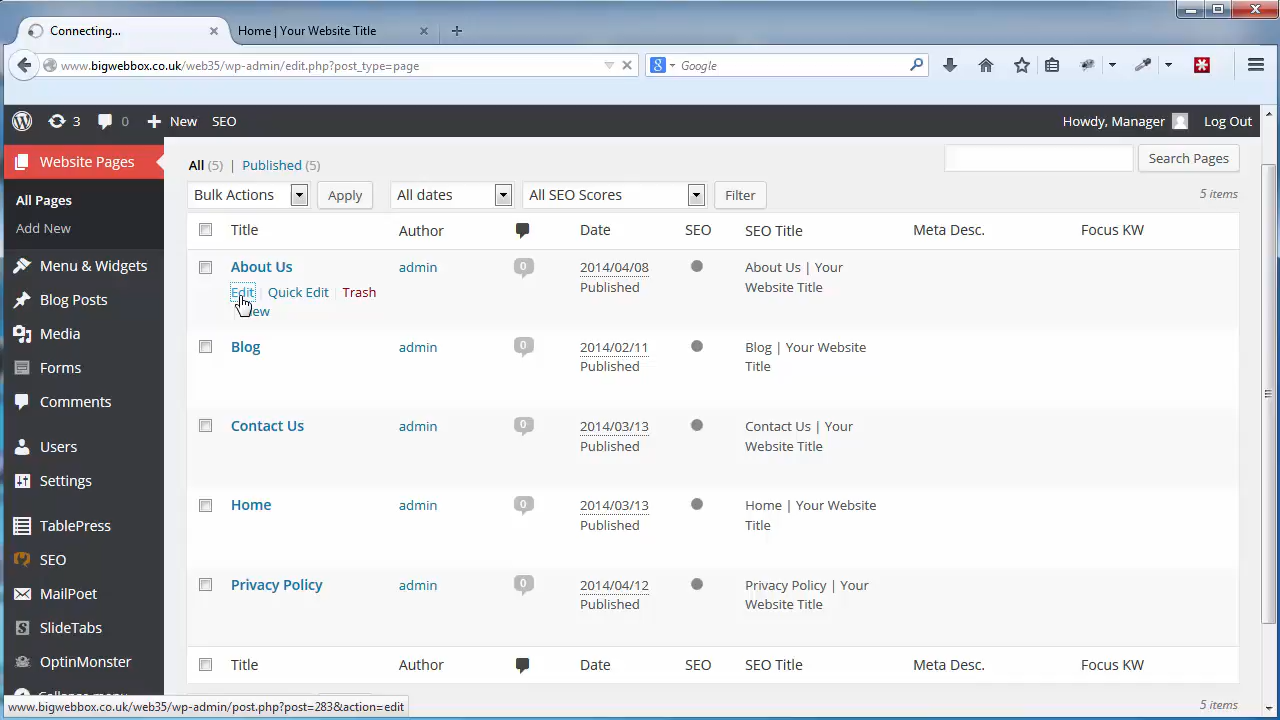 Connecting...
Home | Your Website Title
www.bigwebbox.co.uk/web35/wp-admin/edit.php?post_type=page
Google
3
0
New
SEO
Howdy, Manager
Log Out
Website Pages
All Pages
Add New
Menu & Widgets
Blog Posts
Media
Forms
Comments
Users
Settings
TablePress
SEO
MailPoet
SlideTabs
OptinMonster
Collapse menu
All (5) | Published (5)
Search Pages
Bulk Actions
Apply
All dates
All SEO Scores
Filter
5 items
Title
Author
Date
SEO
SEO Title
Meta Desc.
Focus KW
About Us
admin
0
2014/04/08
Published
About Us | Your
Website Title
Edit | Quick Edit | Trash
Blog
admin
0
2014/02/11
Published
Blog | Your Website
Title
Contact Us
admin
0
2014/03/13
Published
Contact Us | Your
Website Title
Home
admin
0
2014/03/13
Published
Home | Your Website
Title
Privacy Policy
admin
0
2014/04/12
Published
Privacy Policy | Your
Website Title
Title
Author
Date
SEO
SEO Title
Meta Desc.
Focus KW
5 items
www.bigwebbox.co.uk/web35/wp-admin/post.php?post=283&action=edit